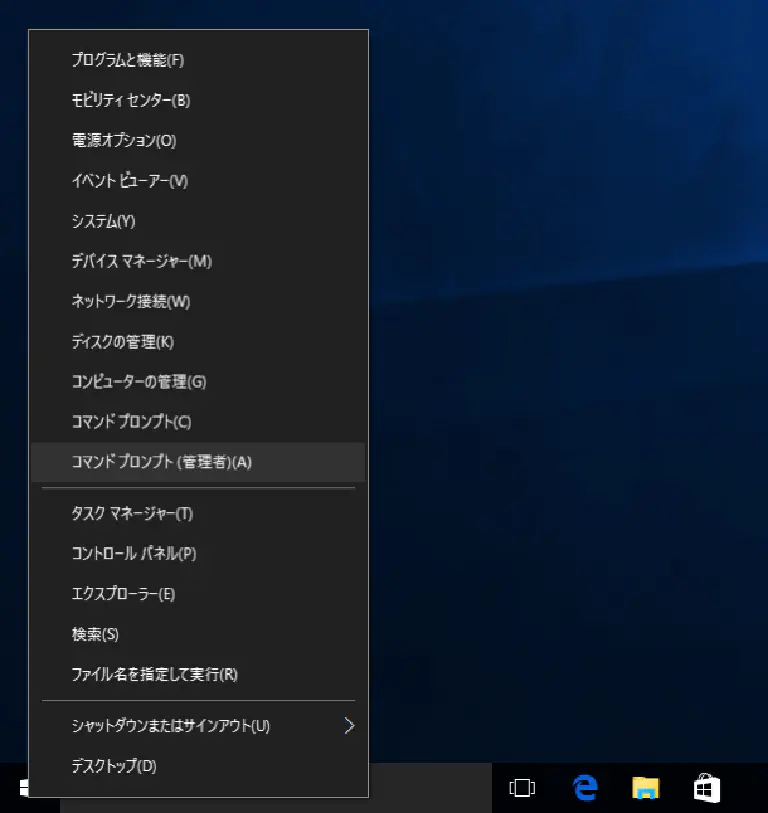 プログラムと機能(F)
モビリティ センター(B)
電源オプション(O)
イベント ビューアー(V)
システム(Y)
デバイス マネージャー(M)
ネットワーク接続(W)
ディスクの管理(K)
コンピューターの管理(G)
コマンド プロンプト(C)
コマンド プロンプト (管理者)(A)
タスク マネージャー(T)
コントロール パネル(P)
エクスプローラー(E)
検索(S)
ファイル名を指定して実行(R)
シャットダウンまたはサインアウト(U)
デスクトップ(D)